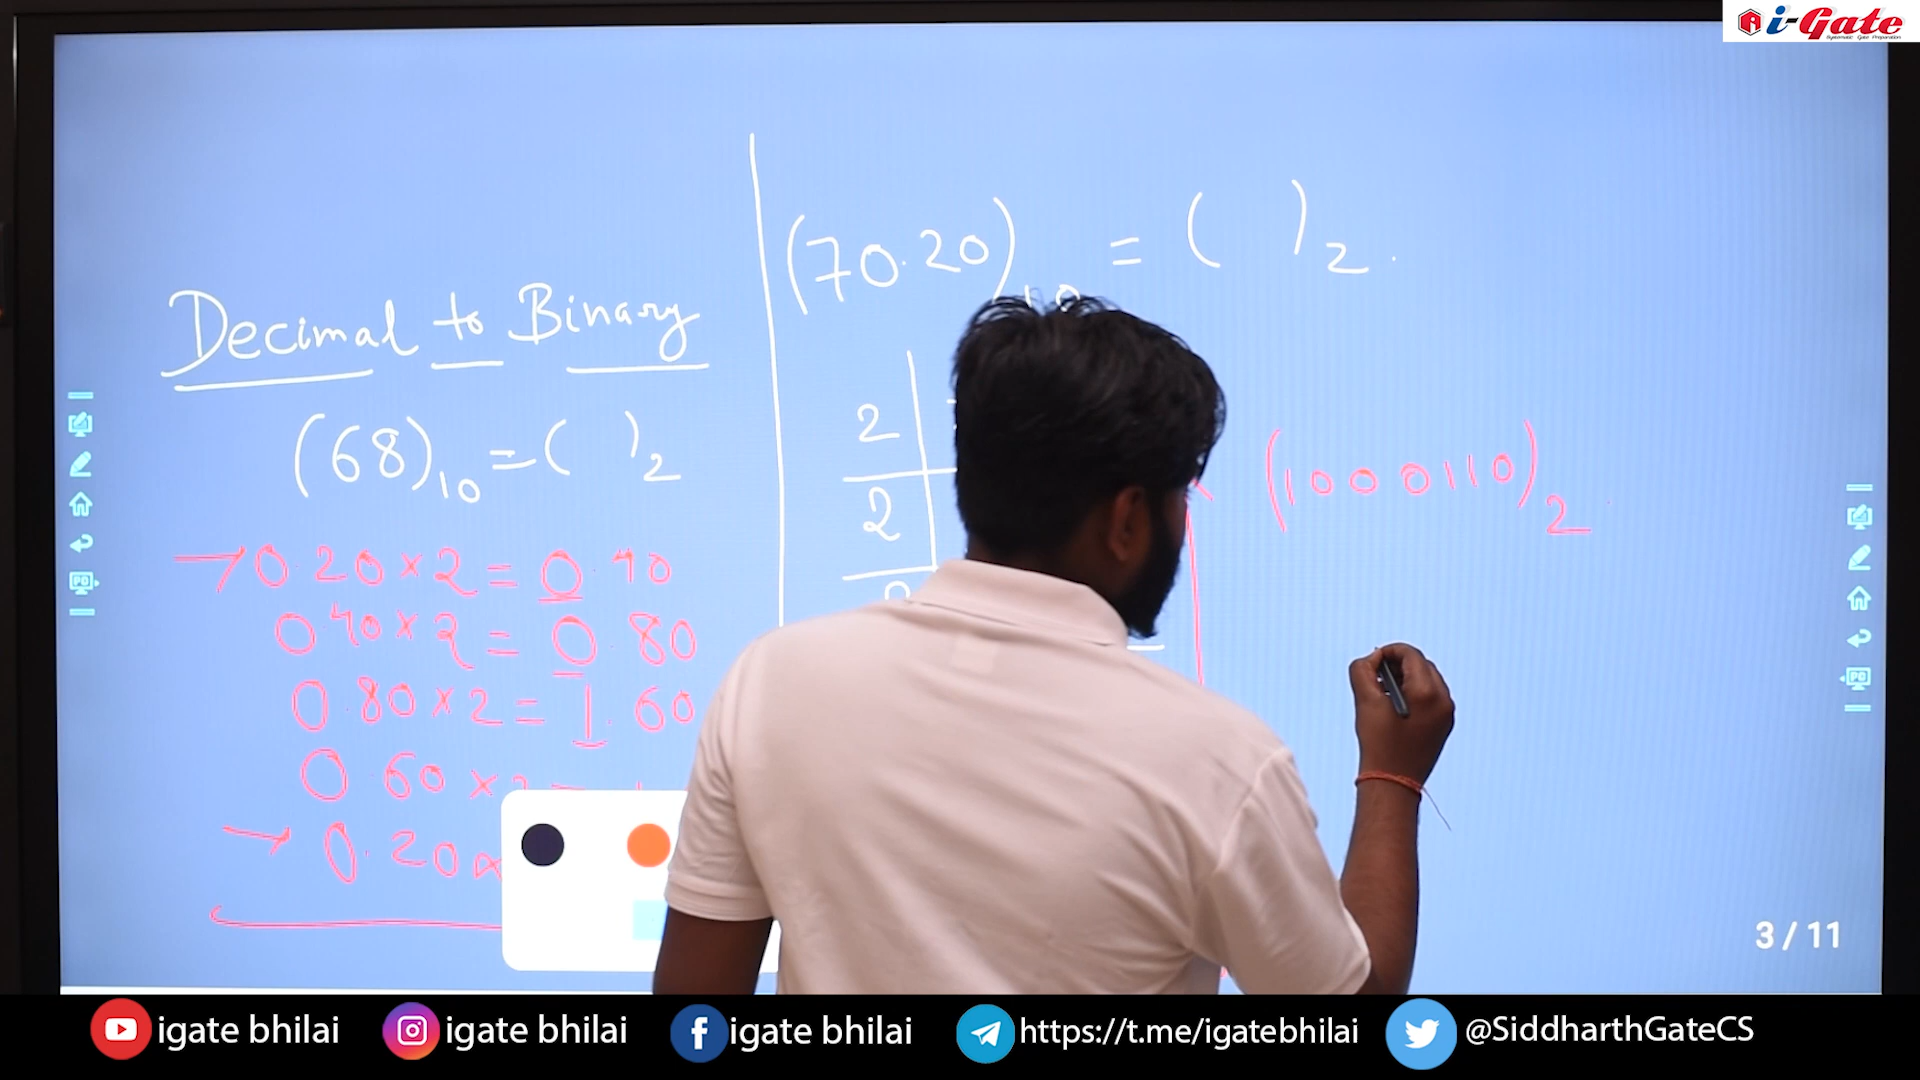 i-Gate
(70.20)10 = ( )2.
Decimal to Binary
(68)10 = ( )2
2
2
(1000110)2
→ 0.20 × 2 = 0.40
0.40 × 2 = 0.80
0.80 × 2 = 1.60
0.60 ×
→ 0.20 ×
3 / 11
igate bhilai
igate bhilai
igate bhilai
https://t.me/igatebhilai
@SiddharthGateCS